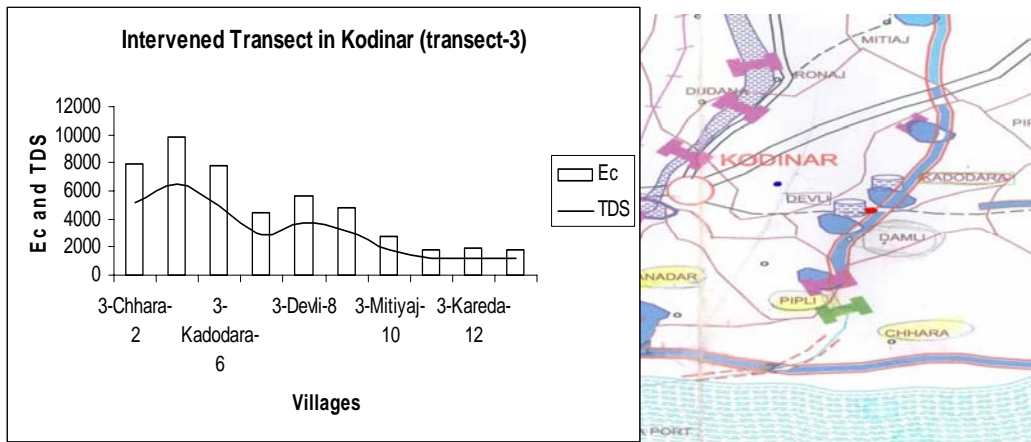 Intervened Transect in Kodinar (transect-3)
Ec and TDS
12000
10000
8000
6000
4000
2000
0
3-Chhara-
2
3-
Kadodara-
6
3-Devli-8
3-Mitiyaj-
10
3-Kareda-
12
Villages
Ec
TDS
MITIAJ
RONAJ
DIJDANA
PIP
KODINAR
KADODARA
DEVLI
DAMLI
ANADAR
PIPLI
CHHARA
A PORT